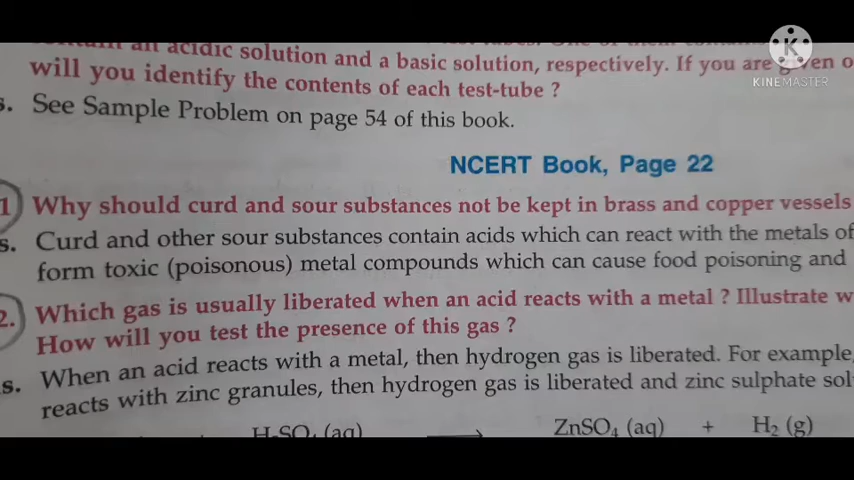 an acidic solution and a basic solution, respectively. If you are given o
will you identify the contents of each test-tube ?
s. See Sample Problem on page 54 of this book.
NCERT Book, Page 22
1 Why should curd and sour substances not be kept in brass and copper vessels
s. Curd and other sour substances contain acids which can react with the metals of
form toxic (poisonous) metal compounds which can cause food poisoning and
2. Which gas is usually liberated when an acid reacts with a metal ? Illustrate w
How will you test the presence of this gas ?
s. When an acid reacts with a metal, then hydrogen gas is liberated. For example,
reacts with zinc granules, then hydrogen gas is liberated and zinc sulphate sol
H₂SO₄ (aq) → ZnSO₄ (aq) + H₂ (g)
KINEMASTER